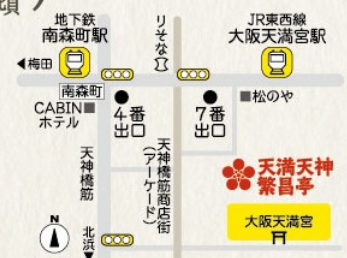 地下鉄
南森町駅
JR東西線
大阪天満宮駅
りそな
◀梅田
南森町
CABIN■
ホテル
4番
出口
7番
出口
■松のや
天神橋筋
天神橋筋商店街
(アーケード)
天満天神
繁昌亭
大阪天満宮
N
北浜▶